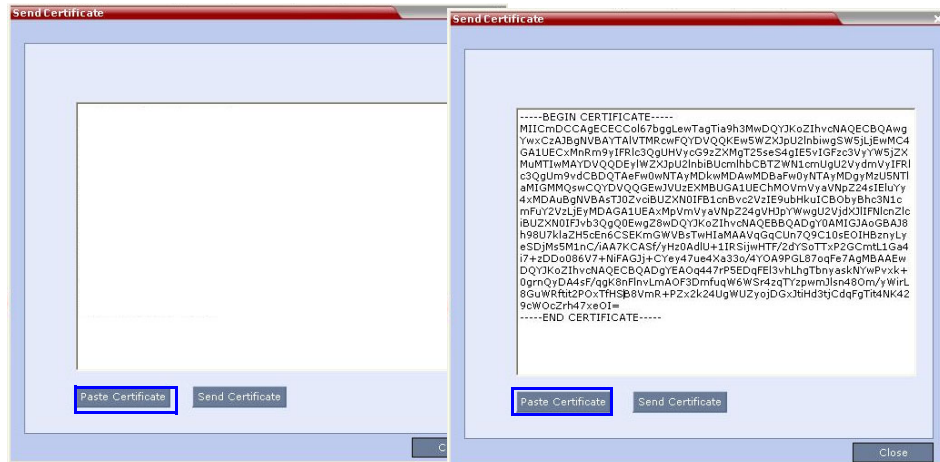 Send Certificate
Paste Certificate
Send Certificate
C
Send Certificate
-----BEGIN CERTIFICATE-----
MIICmDCCAgECECCol67bggLewTagTia9h3MwDQYJKoZIhvcNAQECBQAwg
YwxCzAJBgNVBAYTAlVTMRcwFQYDVQQKEw5WZXJpU2lnbiwgSW5jLjEwMC4
GA1UECxMnRm9yIFRlc3QgUHVycG9zZXMgT25seS4gIE5vIGFzc3VyYW5jZX
MuMTIwMAYDVQQDEylWZXJpU2lnbiBUcmlhbCBTZWN1cmUgU2VydmVyIFRl
c3QgUm9vdCBDQTAeFw0wNTAyMDkwMDAwMDBaFw0yNTAyMDgyMzU5NTl
aMIGMMQswCQYDVQQGEwJVUzEXMBUGA1UEChMOVmVyaVNpZ24sIEluYy
4xMDAuBgNVBAsTJ0ZvciBUZXN0IFB1cnBvc2VzIE9ubHkuICBObyBhc3N1c
mFuY2VzLjEyMDAGA1UEAxMpVmVyaVNpZ24gVHJpYWwgU2VjdXJlIFNlcnZlc
iBUZXN0IFJvb3QgQ0EwgZ8wDQYJKoZIhvcNAQEBBQADgY0AMIGJAoGBAJ8
h98U7klaZH5cEn6CSEKmGWVBsTwHIaMAAVqGqCUn7Q9C10sEOIHBznyLy
eSDjMs5M1nC/iAA7KCASf/yHz0AdlU+1IRSijwHTF/2dYSoTTxP2GCmtL1Ga4
i7+zDDo086V7+NiFAGJj+CYey47ue4Xa33o/4YOA9PGL87oqFe7AgMBAAEw
DQYJKoZIhvcNAQECBQADgYEAOq447rP5EDqFEl3vhLhgTbnyaskNYwPvxk+
0grnQyDA4sF/qgK8nFlnvLmAOF3DmfuqW6WSr4zqTYzpwmJlsn48Om/yWirL
8GuWRftit2POxTfHSB8VmR+PZx2k24UgWUZyojDGxJtiHd3tjCdqFgTit4NK42
9cWOcZrh47xeOI=
-----END CERTIFICATE-----
Paste Certificate
Send Certificate
Close